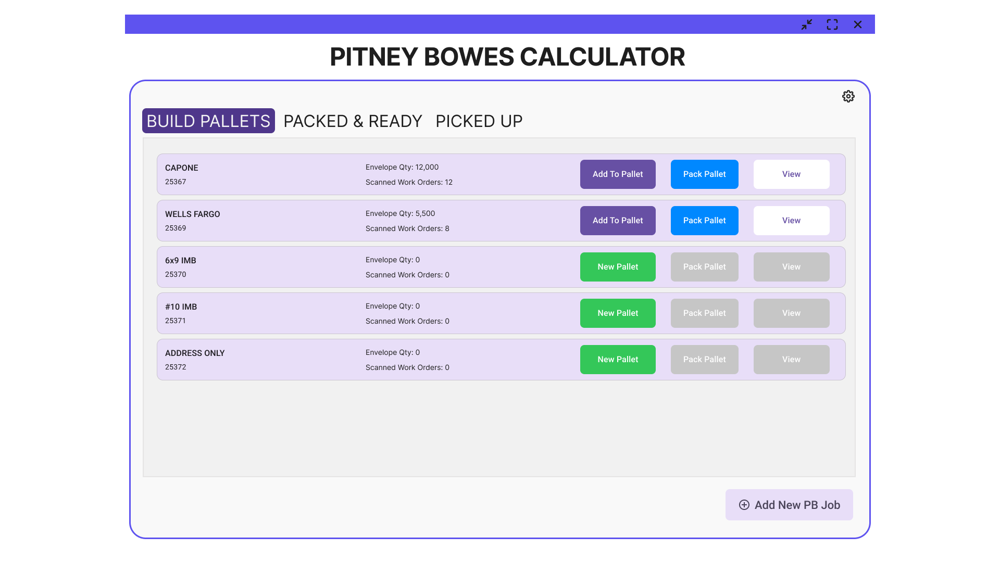 PITNEY BOWES CALCULATOR
BUILD PALLETS PACKED & READY PICKED UP
CAPONE
25367
Envelope Qty: 12,000
Scanned Work Orders: 12
Add To Pallet Pack Pallet View
WELLS FARGO
25369
Envelope Qty: 5,500
Scanned Work Orders: 8
Add To Pallet Pack Pallet View
6x9 IMB
25370
Envelope Qty: 0
Scanned Work Orders: 0
New Pallet Pack Pallet View
#10 IMB
25371
Envelope Qty: 0
Scanned Work Orders: 0
New Pallet Pack Pallet View
ADDRESS ONLY
25372
Envelope Qty: 0
Scanned Work Orders: 0
New Pallet Pack Pallet View
Add New PB Job